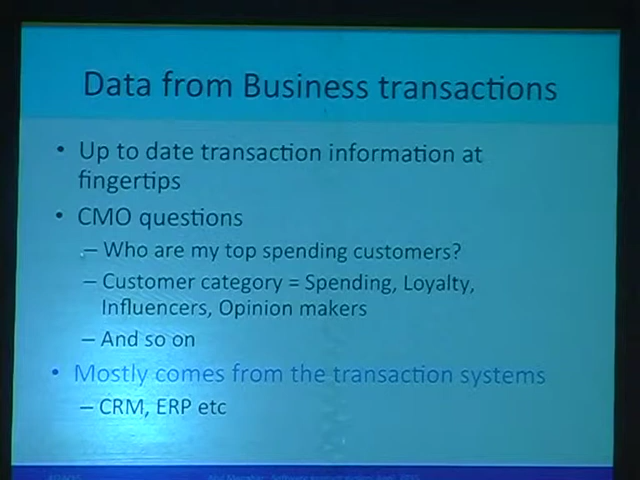 Data from Business transactions
• Up to date transaction information at
fingertips
• CMO questions
– Who are my top spending customers?
– Customer category = Spending, Loyalty,
Influencers, Opinion makers
– And so on
• Mostly comes from the transaction systems
– CRM, ERP etc